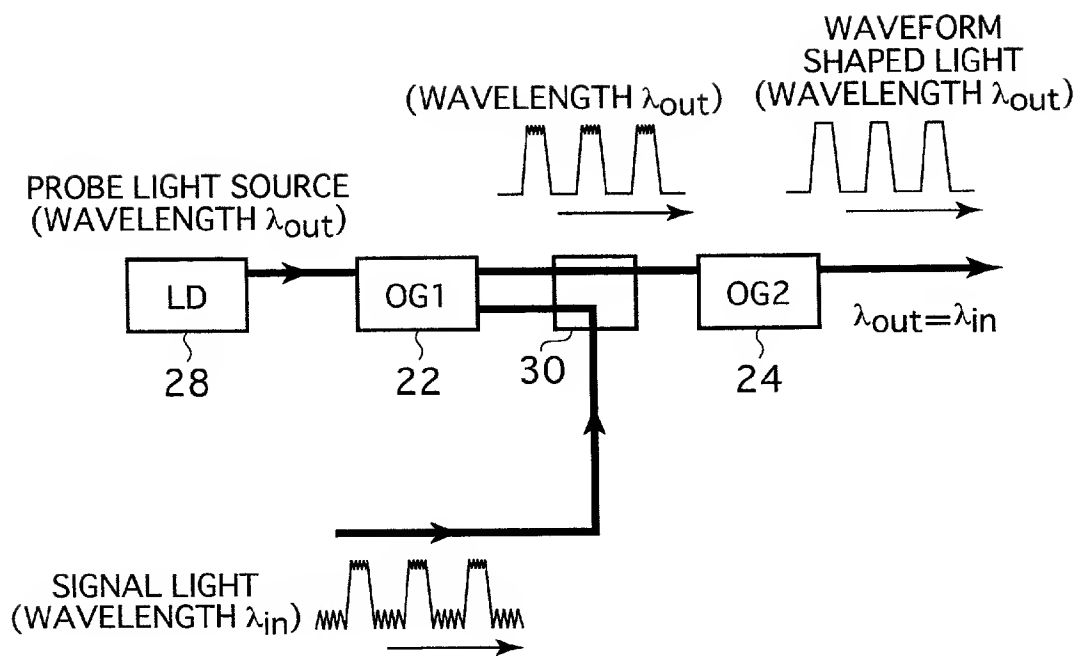 WAVEFORM
SHAPED LIGHT
(WAVELENGTH λout)
(WAVELENGTH λout)
PROBE LIGHT SOURCE
(WAVELENGTH λout)
LD
OG1
OG2
λout=λin
28
22
30
24
SIGNAL LIGHT
(WAVELENGTH λin)